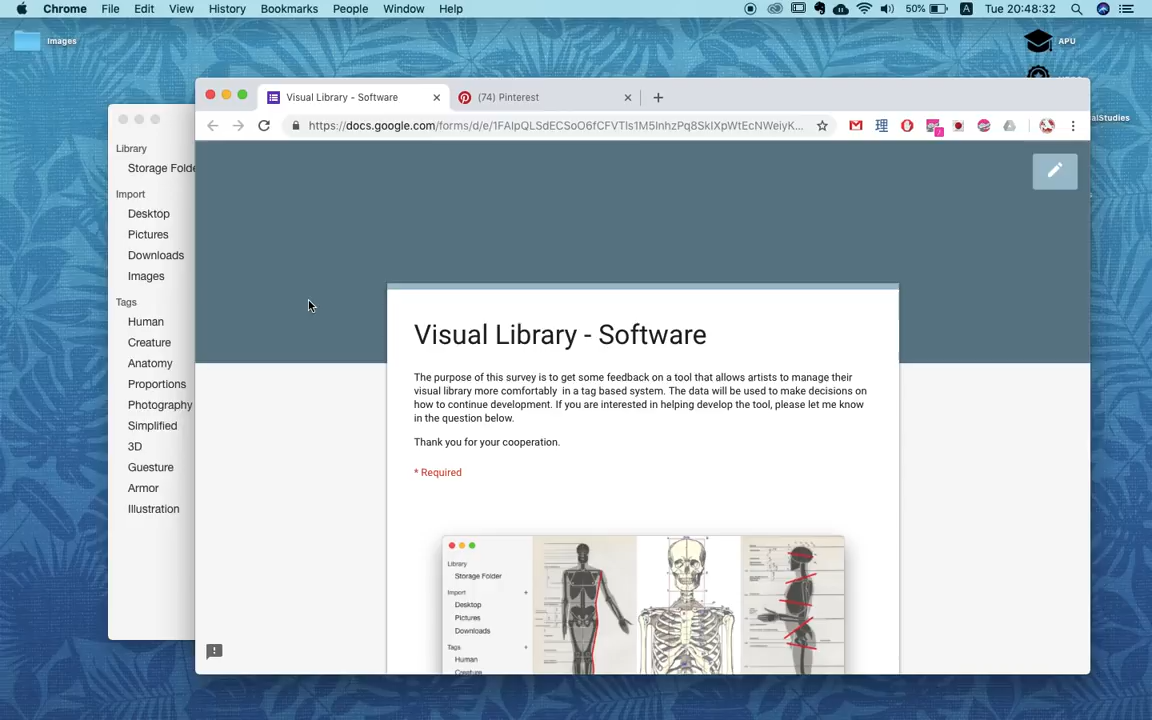 Chrome File Edit View History Bookmarks People Window Help 50% A Tue 20:48:32
Images
APU
Visual Library - Software
(74) Pinterest
https://docs.google.com/forms/d/e/1FAIpQLSdECSoO6fCFVTIs1M5InhzPq8SkIXpWtEcNWeiyK...
alStudies
Library
Storage Folde
Import
Desktop
Pictures
Downloads
Images
Tags
Human
Creature
Anatomy
Proportions
Photography
Simplified
3D
Guesture
Armor
Illustration
Visual Library - Software
The purpose of this survey is to get some feedback on a tool that allows artists to manage their
visual library more comfortably in a tag based system. The data will be used to make decisions on
how to continue development. If you are interested in helping develop the tool, please let me know
in the question below.
Thank you for your cooperation.
* Required
Library
Storage Folder
Import +
Desktop
Pictures
Downloads
Tags +
Human
Creature